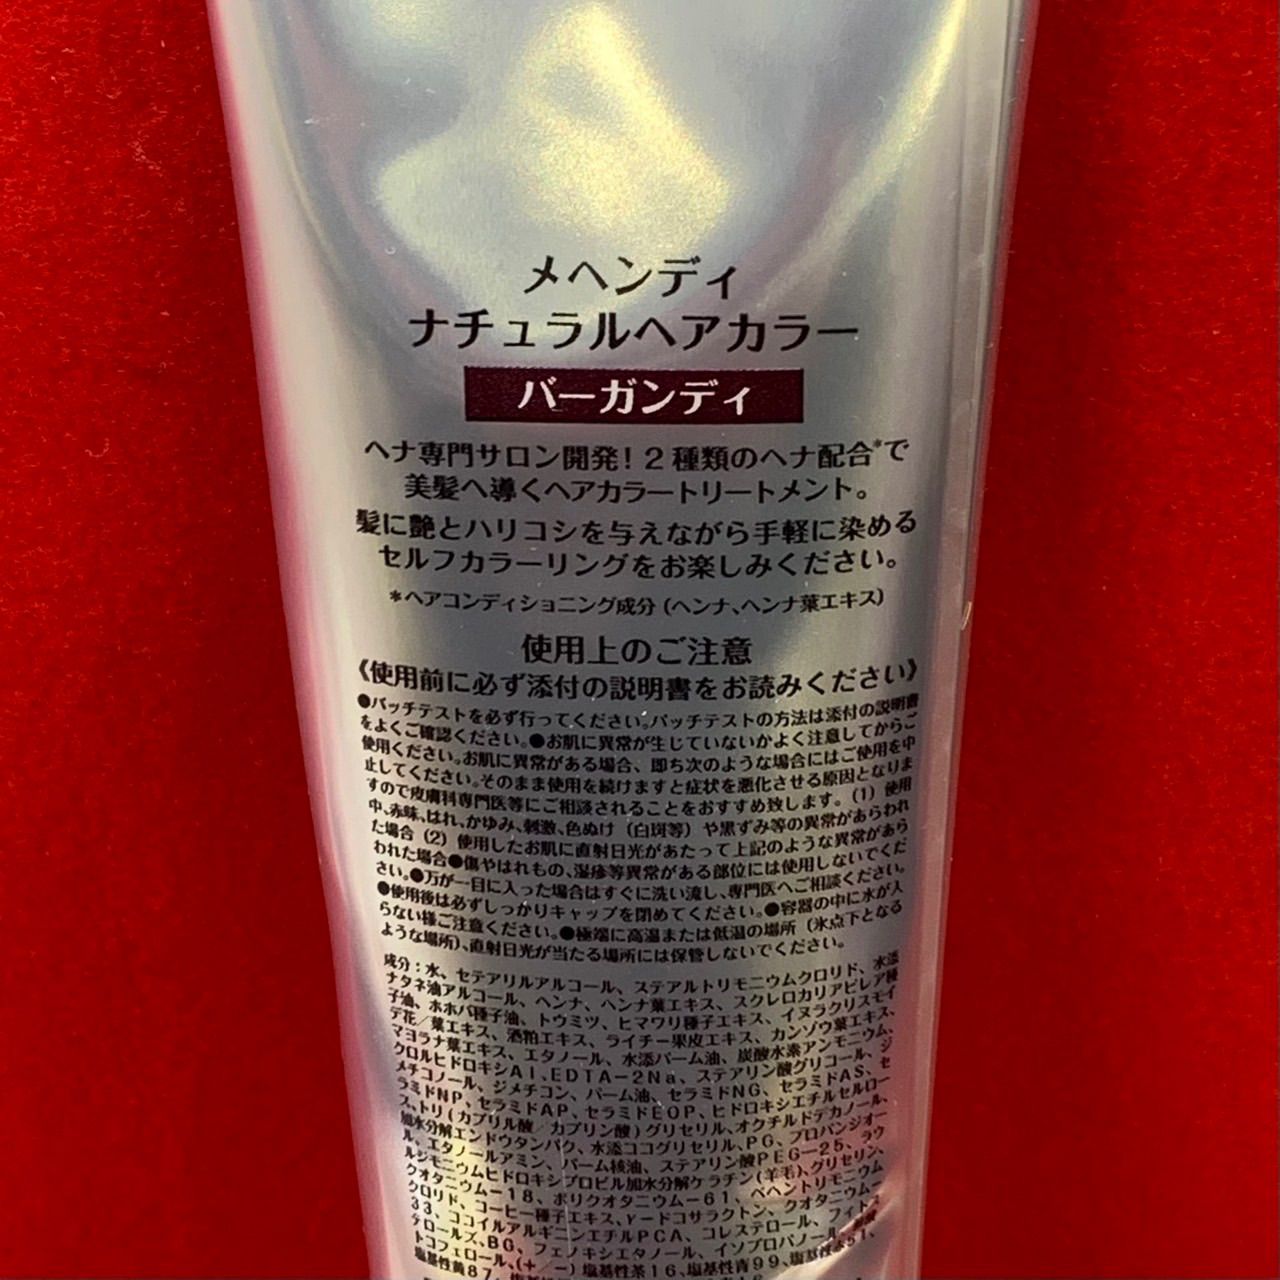 メヘンディ
ナチュラルヘアカラー
バーガンディ
ヘナ専門サロン開発！2種類のヘナ配合*で
美髪へ導くヘアカラートリートメント。
髪に艶とハリコシを与えながら手軽に染める
セルフカラーリングをお楽しみください。
*ヘアコンディショニング成分(ヘンナ、ヘンナ葉エキス)
使用上のご注意
《使用前に必ず添付の説明書をお読みください》
●パッチテストを必ず行ってください。パッチテストの方法は添付の説明書
をよくご確認ください。●お肌に異常が生じていないかよく注意してからご
使用ください。お肌に異常がある場合、即ち次のような場合にはご使用を中
止してください。そのまま使用を続けますと症状を悪化させる原因となりま
すので皮膚科専門医等にご相談されることをおすすめ致します。(1) 使用
中、赤味、はれ、かゆみ、刺激、色ぬけ (白斑等) や黒ずみ等の異常があらわれ
た場合 (2) 使用したお肌に直射日光があたって上記のような異常があら
われた場合●傷やはれもの、湿疹等異常がある部位には使用しないでくだ
さい。●万が一目に入った場合はすぐに洗い流し、専門医へご相談ください。
●使用後は必ずしっかりキャップを閉めてください。●容器の中に水が入
らない様ご注意ください。●極端に高温または低温の場所 (氷点下となる
ような場所)、直射日光が当たる場所には保管しないでください。
成分：水、セテアリルアルコール、ステアルトリモニウムクロリド、水添
ナタネ油アルコール、ヘンナ、ヘンナ葉エキス、スクレロカリアビレア種
子油、ホホバ種子油、トウミツ、ヒマワリ種子エキス、イヌラクリスモイ
デ花／葉エキス、酒粕エキス、ライチー果皮エキス、カンゾウ葉エキス、
マヨラナ葉エキス、エタノール、水添パーム油、炭酸水素アンモニウム、
クロルヒドロキシAl、EDTA－2Na、ステアリン酸グリコール、ジ
メチコノール、ジメチコン、パーム油、セラミドNG、セラミドAS、セ
ラミドNP、セラミドAP、セラミドEOP、ヒドロキシエチルセルロー
ス、トリ(カプリル酸／カプリン酸)グリセリル、オクチルドデカノール、
加水分解エンドウタンパク、水添ココグリセリル、PG、プロパンジオー
ル、エタノールアミン、パーム核油、ステアリン酸PEG－25、ラウ
ルジモニウムヒドロキシプロピル加水分解ケラチン(羊毛)、グリセリン、
クオタニウム－18、ポリクオタニウム－61、ベヘントリモニウム
クロリド、コーヒー種子エキス、γ－ドコサラクトン、クオタニウム－
33、ココイルアルギニンエチルPCA、コレステロール、フィトス
テロールズ、BG、フェノキシエタノール、イソプロパノール、
トコフェロール、(＋／－) 塩基性茶16、塩基性青99、塩基性赤51、
塩基性黄87、